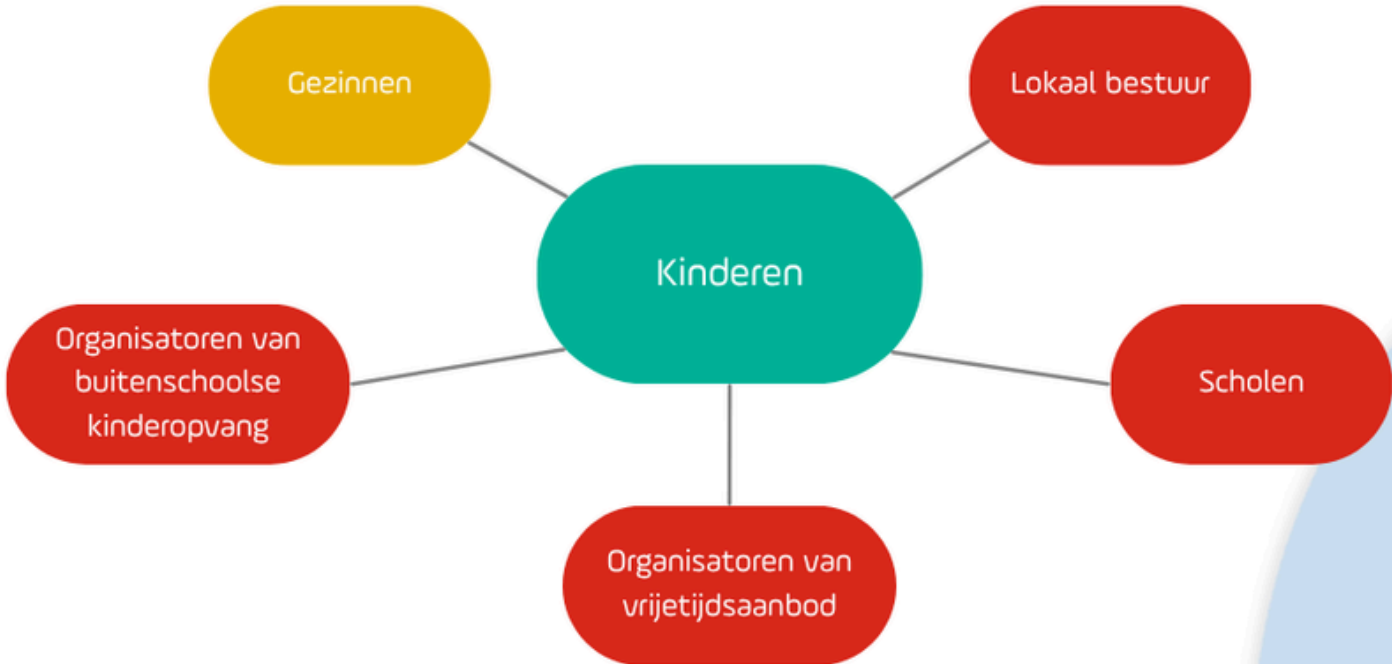 Gezinnen
Lokaal bestuur
Kinderen
Organisatoren van
buitenschoolse
kinderopvang
Scholen
Organisatoren van
vrijetijdsaanbod